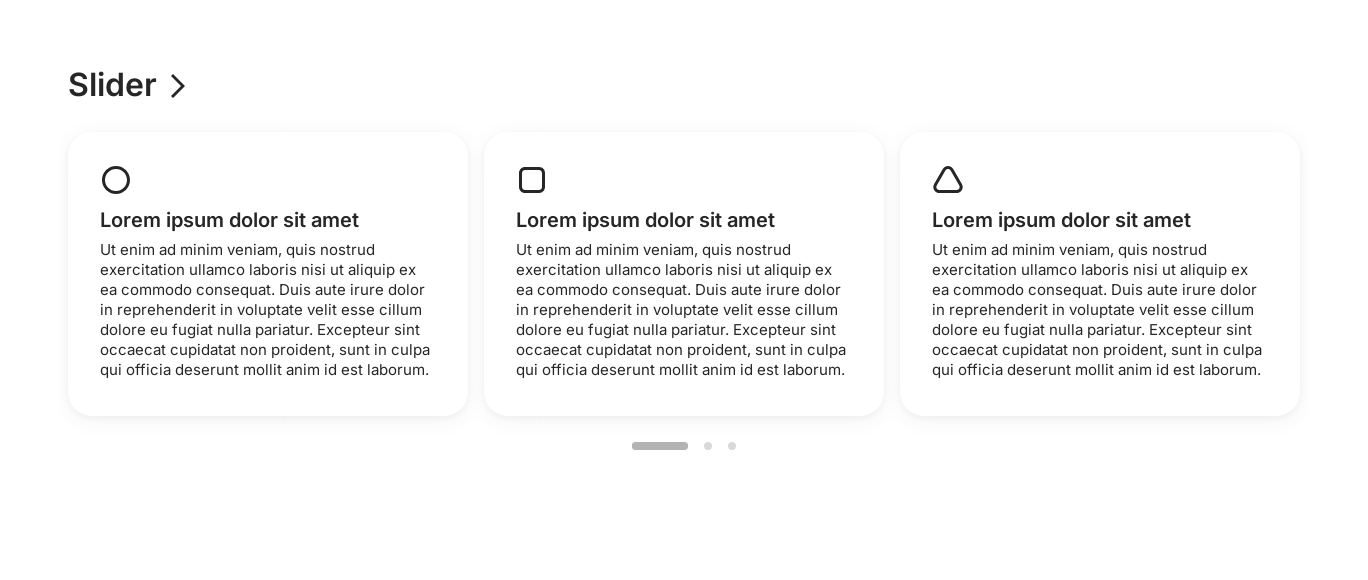 Slider
Lorem ipsum dolor sit amet
Ut enim ad minim veniam, quis nostrud
exercitation ullamco laboris nisi ut aliquip ex
ea commodo consequat. Duis aute irure dolor
in reprehenderit in voluptate velit esse cillum
dolore eu fugiat nulla pariatur. Excepteur sint
occaecat cupidatat non proident, sunt in culpa
qui officia deserunt mollit anim id est laborum.
Lorem ipsum dolor sit amet
Ut enim ad minim veniam, quis nostrud
exercitation ullamco laboris nisi ut aliquip ex
ea commodo consequat. Duis aute irure dolor
in reprehenderit in voluptate velit esse cillum
dolore eu fugiat nulla pariatur. Excepteur sint
occaecat cupidatat non proident, sunt in culpa
qui officia deserunt mollit anim id est laborum.
Lorem ipsum dolor sit amet
Ut enim ad minim veniam, quis nostrud
exercitation ullamco laboris nisi ut aliquip ex
ea commodo consequat. Duis aute irure dolor
in reprehenderit in voluptate velit esse cillum
dolore eu fugiat nulla pariatur. Excepteur sint
occaecat cupidatat non proident, sunt in culpa
qui officia deserunt mollit anim id est laborum.